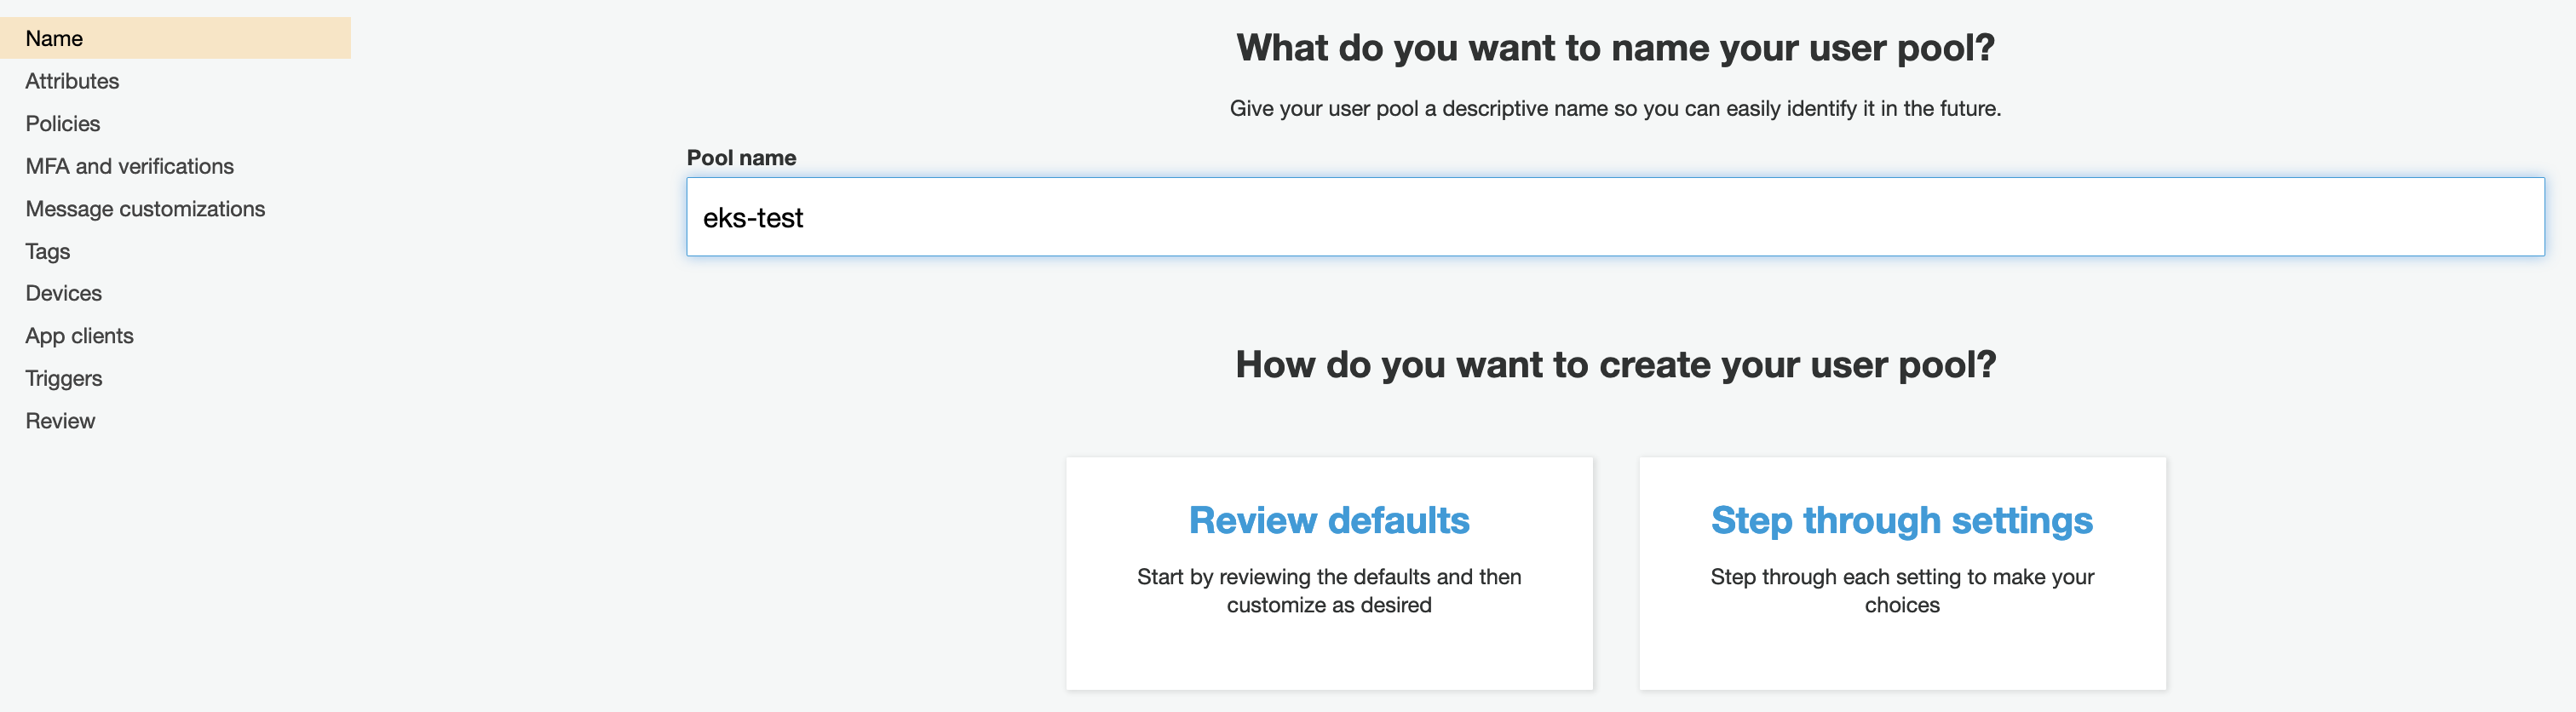 Name
Attributes
Policies
MFA and verifications
Message customizations
Tags
Devices
App clients
Triggers
Review
What do you want to name your user pool?
Give your user pool a descriptive name so you can easily identify it in the future.
Pool name
eks-test
How do you want to create your user pool?
Review defaults
Start by reviewing the defaults and then
customize as desired
Step through settings
Step through each setting to make your
choices